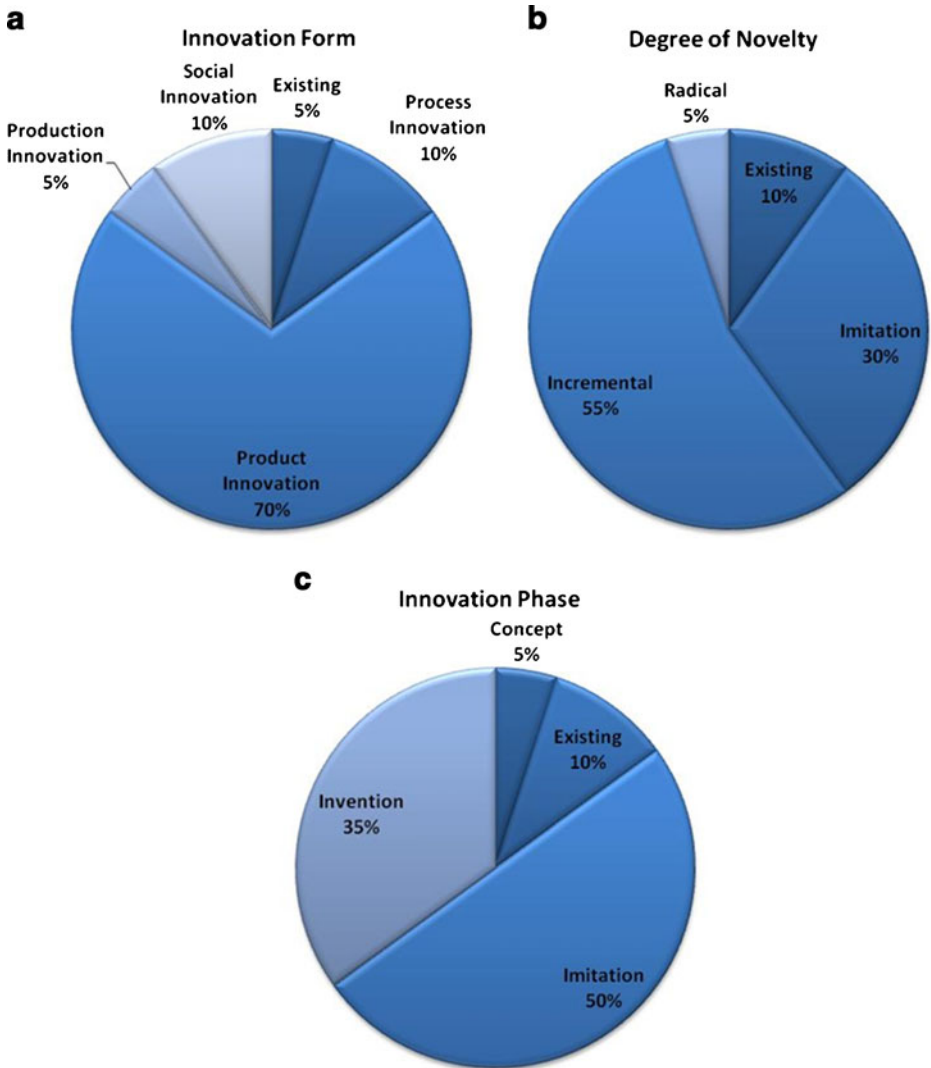 a
Innovation Form
Social
Innovation
10%
Existing
5%
Process
Innovation
10%
Production
Innovation
5%
Product
Innovation
70%
b
Degree of Novelty
Radical
5%
Existing
10%
Imitation
30%
Incremental
55%
c
Innovation Phase
Concept
5%
Existing
10%
Invention
35%
Imitation
50%